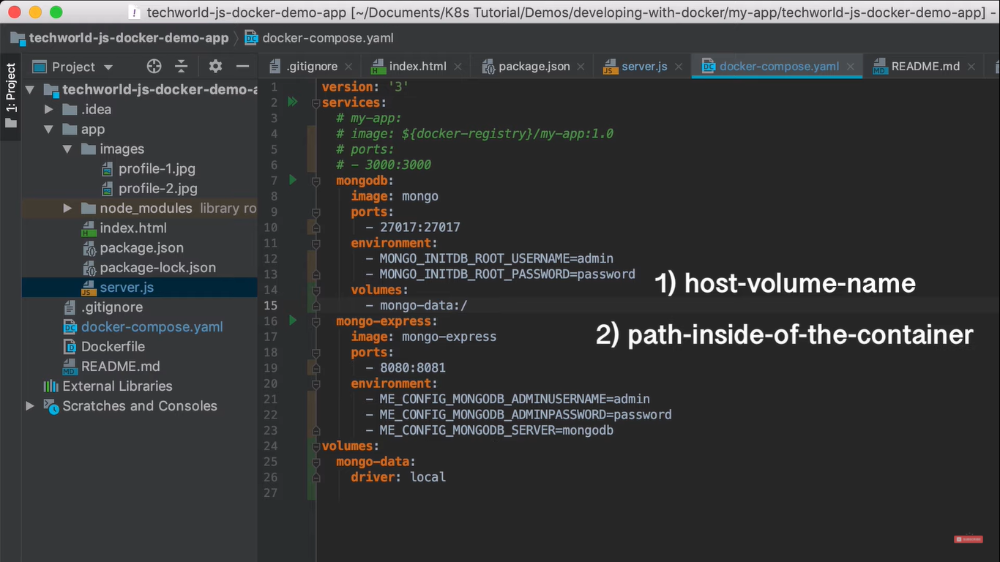 techworld-js-docker-demo-app [~/Documents/K8s Tutorial/Demos/developing-with-docker/my-app/techworld-js-docker-demo-app] -
techworld-js-docker-demo-app docker-compose.yaml
1: Project
Project
.gitignore index.html package.json server.js docker-compose.yaml README.md
techworld-js-docker-demo-a
.idea
app
images
profile-1.jpg
profile-2.jpg
node_modules library ro
index.html
package.json
package-lock.json
server.js
.gitignore
docker-compose.yaml
Dockerfile
README.md
External Libraries
Scratches and Consoles
1 version: '3'
2 services:
3 # my-app:
4 # image: ${docker-registry}/my-app:1.0
5 # ports:
6 # - 3000:3000
7 mongodb:
8 image: mongo
9 ports:
10 - 27017:27017
11 environment:
12 - MONGO_INITDB_ROOT_USERNAME=admin
13 - MONGO_INITDB_ROOT_PASSWORD=password
14 volumes:
15 - mongo-data:/
16 mongo-express:
17 image: mongo-express
18 ports:
19 - 8080:8081
20 environment:
21 - ME_CONFIG_MONGODB_ADMINUSERNAME=admin
22 - ME_CONFIG_MONGODB_ADMINPASSWORD=password
23 - ME_CONFIG_MONGODB_SERVER=mongodb
24 volumes:
25 mongo-data:
26 driver: local
27
1) host-volume-name
2) path-inside-of-the-container
SUBSCRIBE